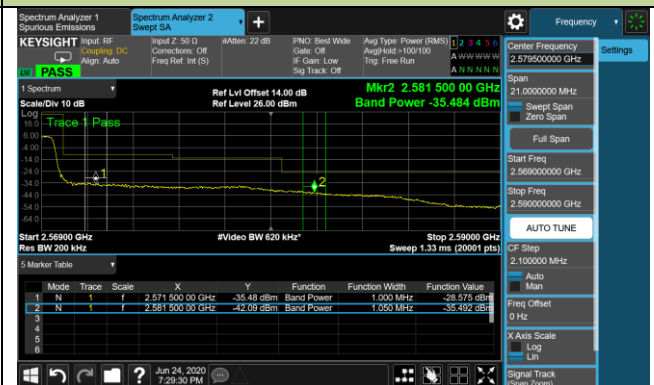 Spectrum Analyzer 1
Spurious Emissions
Spectrum Analyzer 2
Swept SA
+
Frequency
KEYSIGHT
Input: RF
Coupling: DC
Align: Auto
Input Z: 50 Ω
Corrections: Off
Freq Ref: Int (S)
#Atten: 22 dB
PNO: Best Wide
Gate: Off
IF Gain: Low
Sig Track: Off
Avg Type: Power (RMS)
Avg|Hold:>100/100
Trig: Free Run
1 2 3 4 5 6
A W W W W W
A N N N N N
PASS
1 Spectrum
Scale/Div 10 dB
Ref Lvl Offset 14.00 dB
Ref Level 26.00 dBm
Mkr2 2.581 500 00 GHz
Band Power -35.484 dBm
Log
Trace 1 Pass
16.0
6.00
-4.00
-14.0
-24.0
-34.0
-44.0
-54.0
-64.0
1
2
Start 2.56900 GHz
Res BW 200 kHz
#Video BW 620 kHz*
Stop 2.59000 GHz
Sweep 1.33 ms (20001 pts)
5 Marker Table
Mode Trace Scale X Y Function Function Width Function Value
1 N 1 f 2.571 500 00 GHz -35.48 dBm Band Power 1.000 MHz -28.575 dBm
2 N 1 f 2.581 500 00 GHz -42.09 dBm Band Power 1.050 MHz -35.492 dBm
3
4
5
6
Jun 24, 2020
7:29:30 PM
Center Frequency
2.579500000 GHz
Settings
Span
21.0000000 MHz
Swept Span
Zero Span
Full Span
Start Freq
2.569000000 GHz
Stop Freq
2.590000000 GHz
AUTO TUNE
CF Step
2.100000 MHz
Auto
Man
Freq Offset
0 Hz
X Axis Scale
Log
Lin
Signal Track
(Span Zoom)